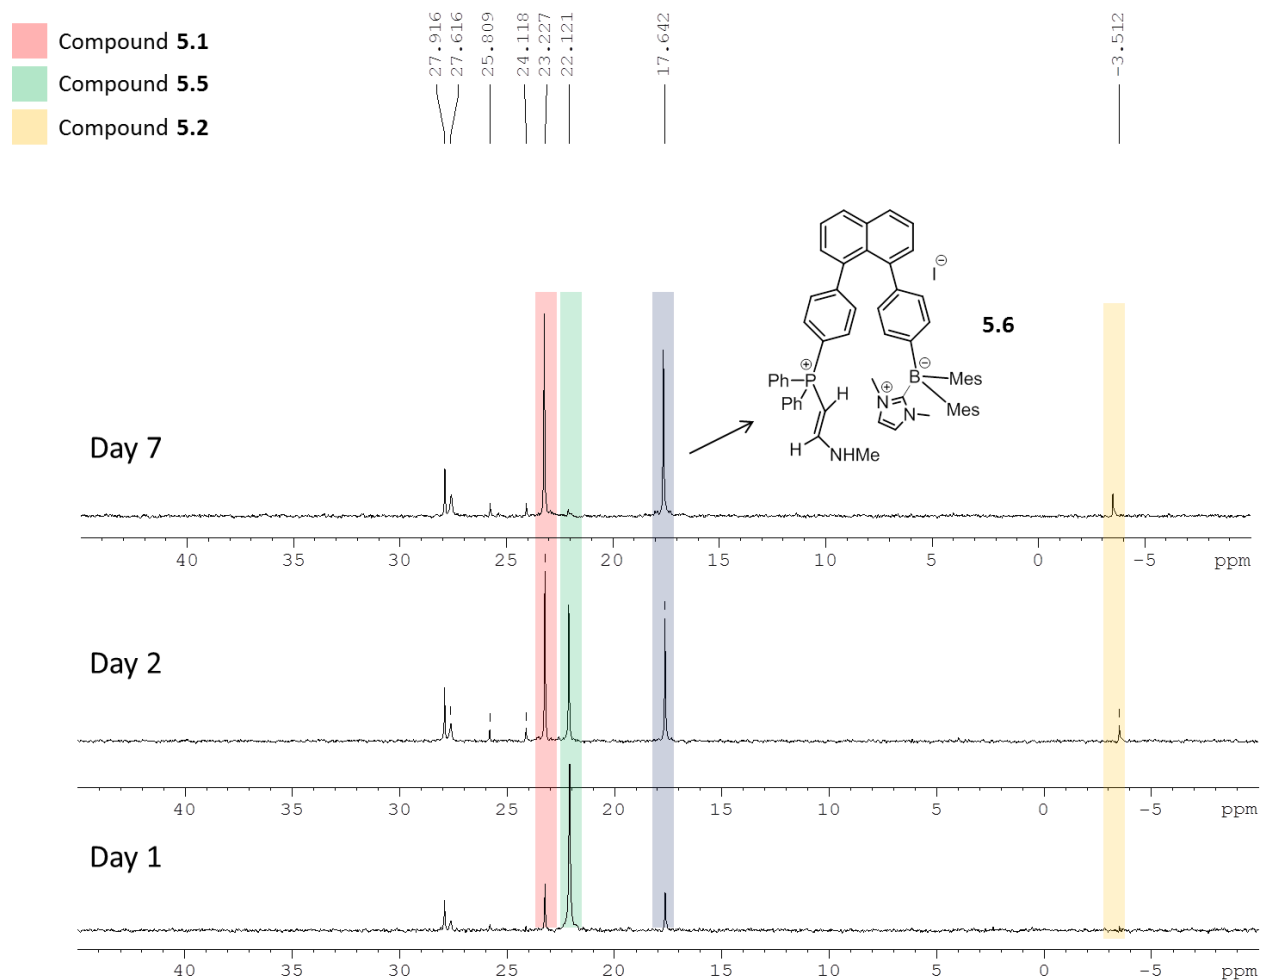 Compound 5.1
Compound 5.5
Compound 5.2
27.916
27.616
25.809
24.118
23.227
22.121
17.642
-3.512
I⊖
5.6
⊕
Ph P H
Ph
⊖
B Mes
Mes
⊕
N
N
H
NHMe
Day 7
40 35 30 25 20 15 10 5 0 -5 ppm
Day 2
40 35 30 25 20 15 10 5 0 -5 ppm
Day 1
40 35 30 25 20 15 10 5 0 -5 ppm